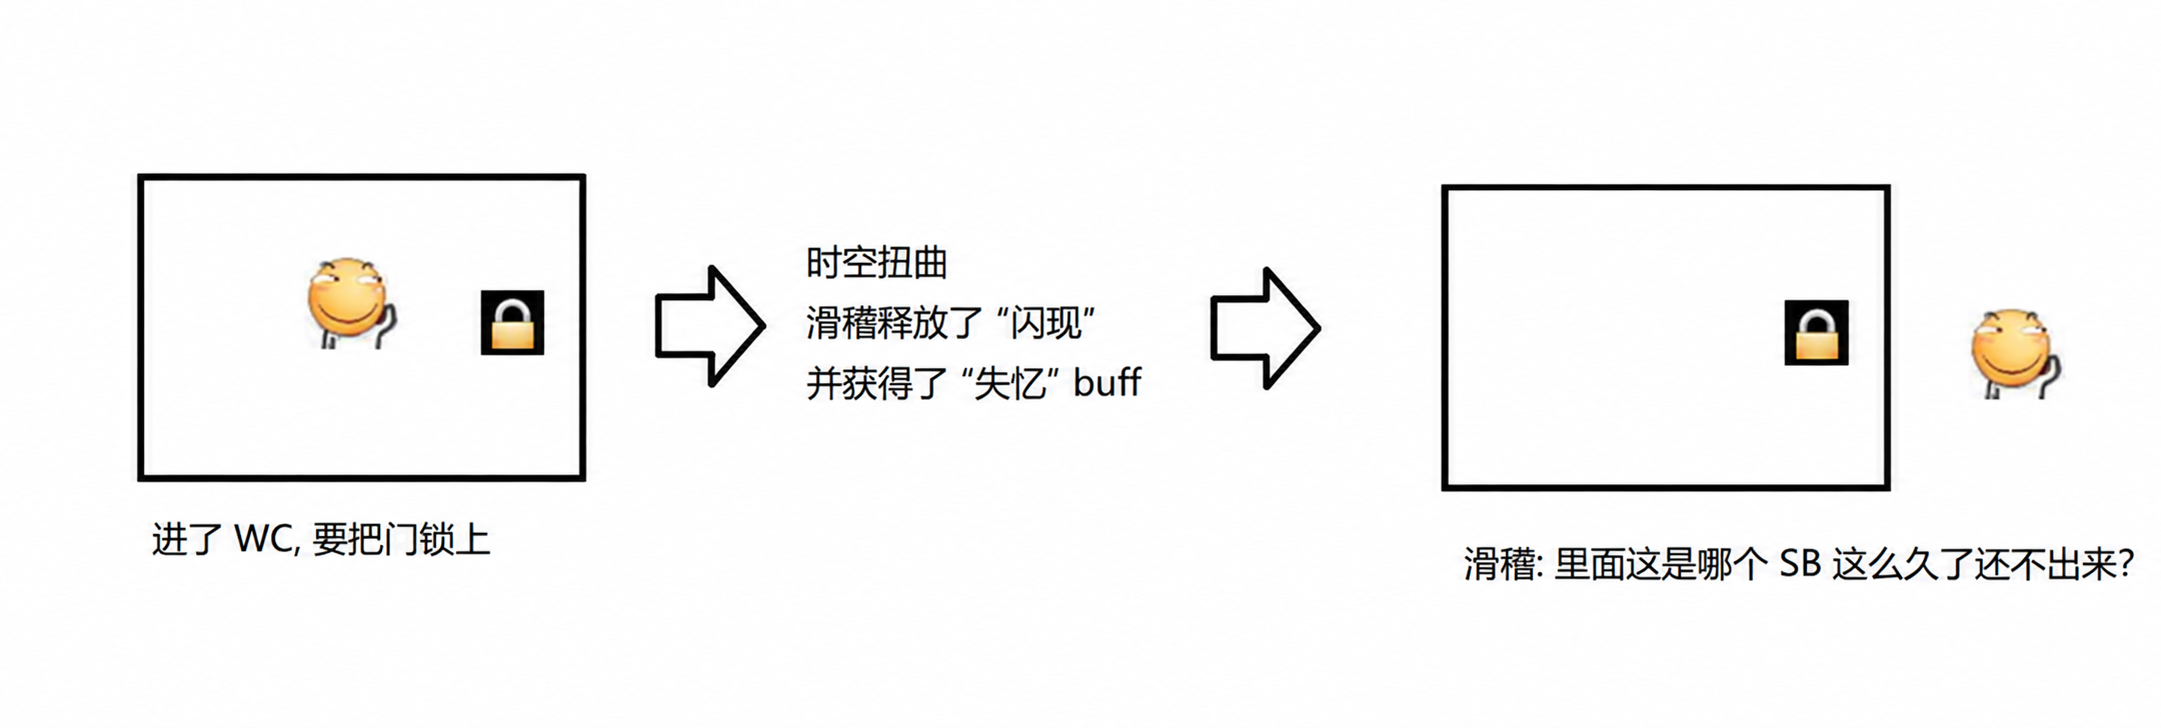 时空扭曲
滑稽释放了 “闪现”
并获得了 “失忆” buff
进了 WC, 要把门锁上
滑稽: 里面这是哪个 SB 这么久了还不出来?